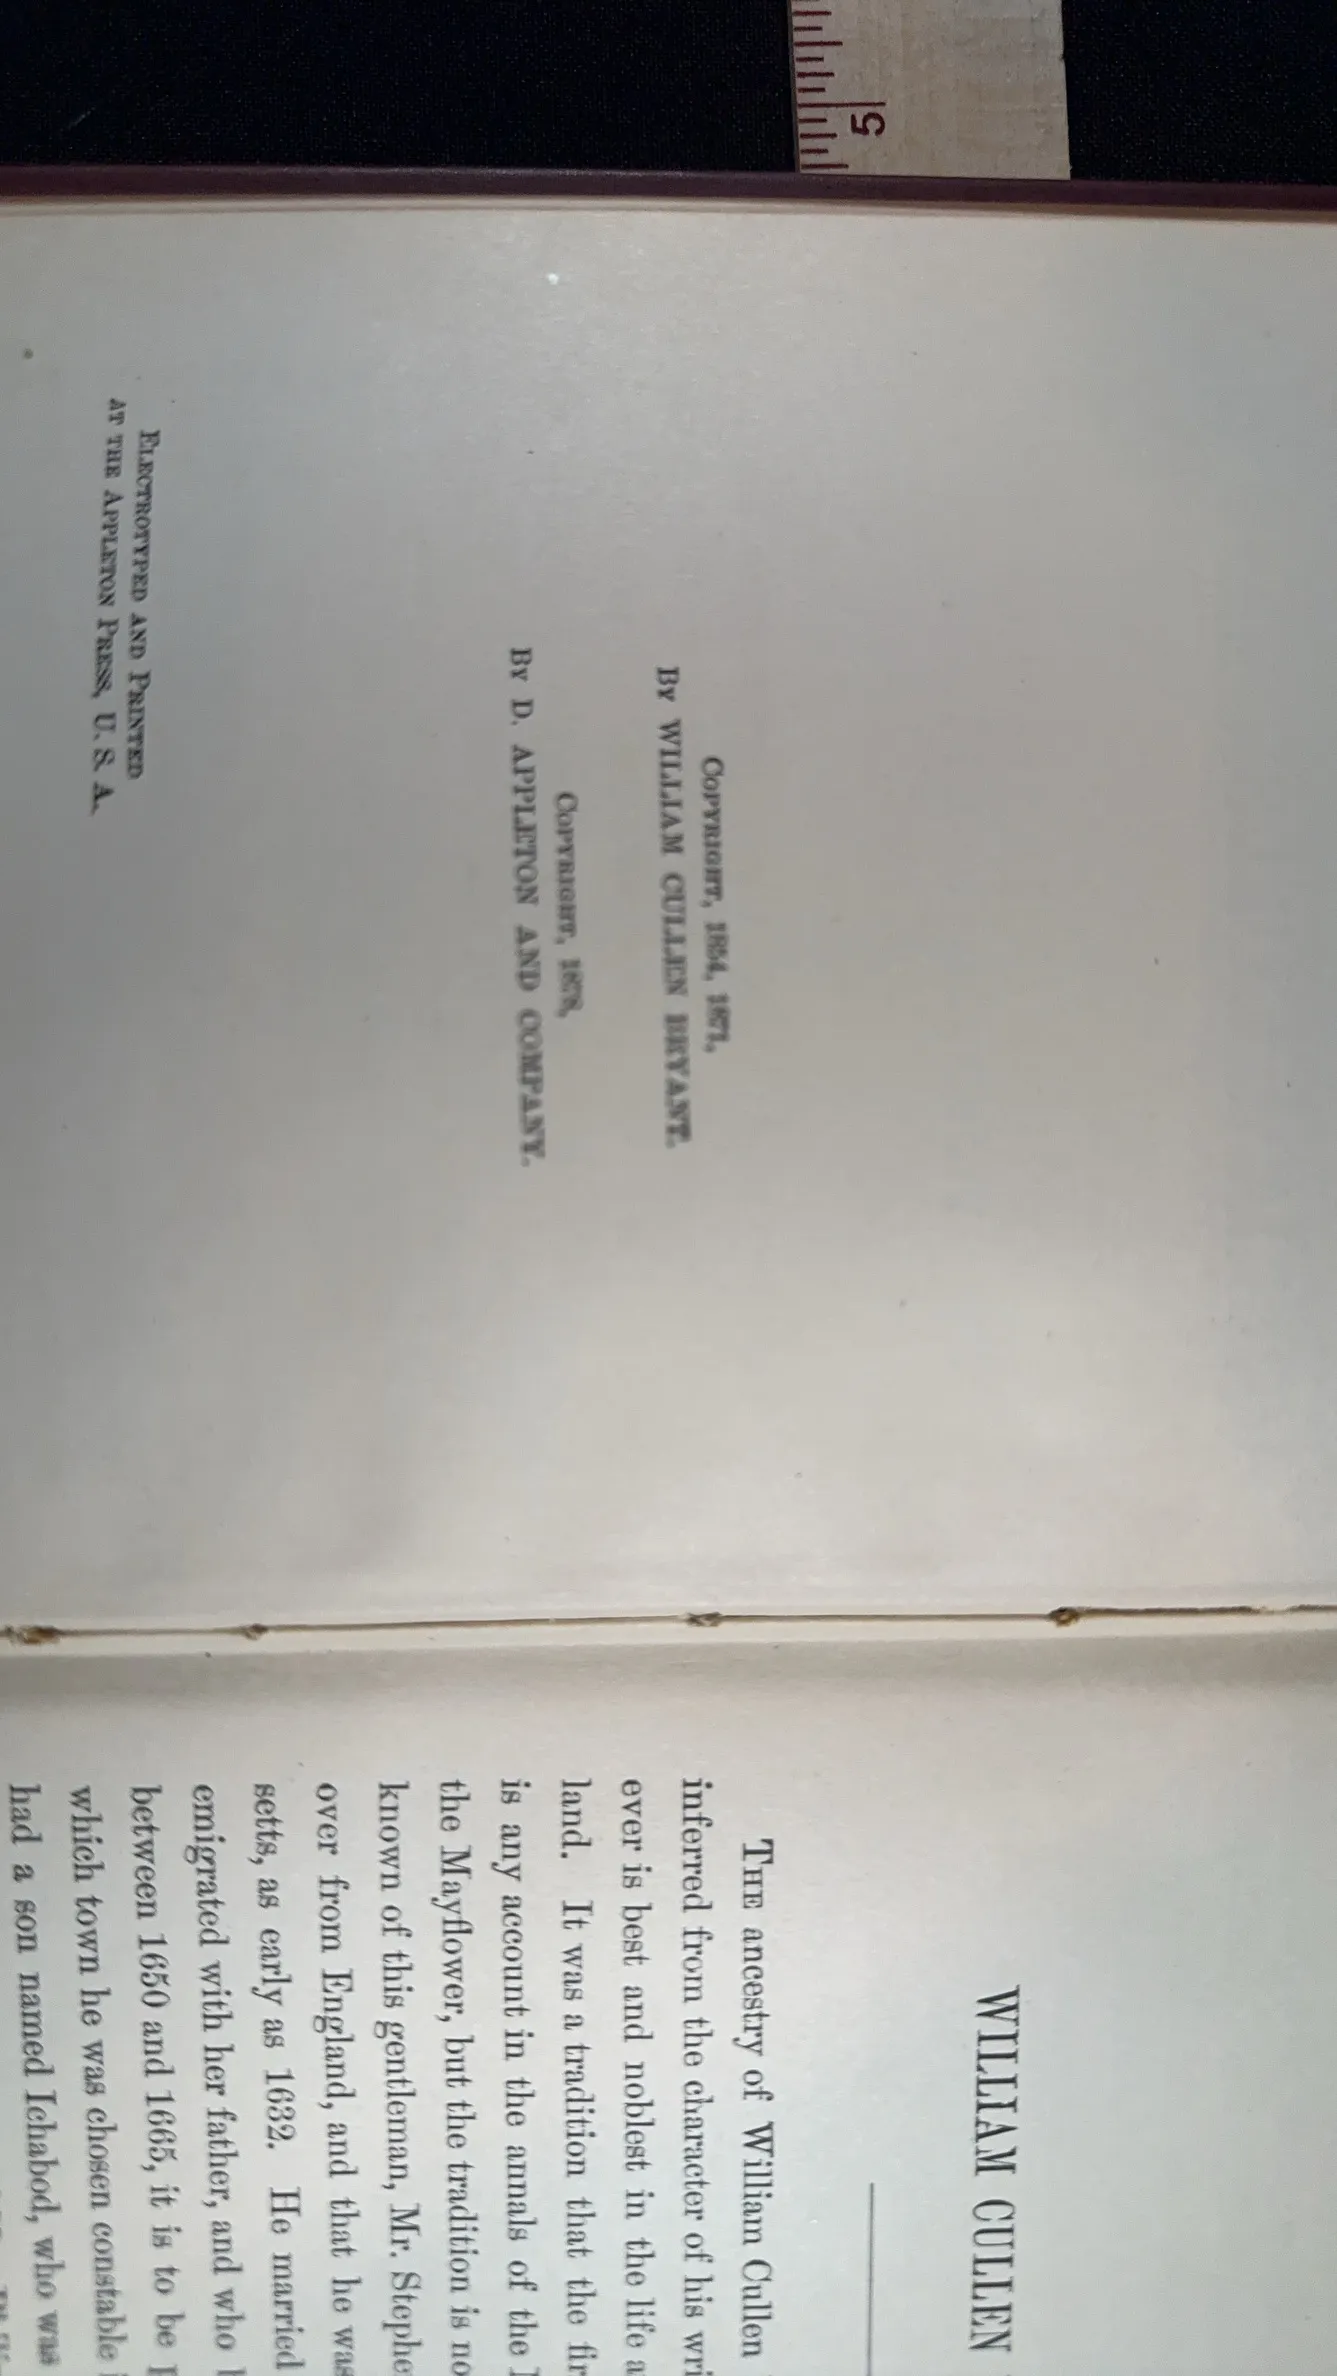 5
Copyright, 1854, 1871,
By WILLIAM CULLEN BRYANT.
Copyright, 1878,
By D. APPLETON AND COMPANY.
Electrotyped and Printed
at the Appleton Press, U. S. A.
WILLIAM CULLEN
The ancestry of William Cullen
inferred from the character of his wri
ever is best and noblest in the life a
land. It was a tradition that the fir
is any account in the annals of the
the Mayflower, but the tradition is no
known of this gentleman, Mr. Stephe
over from England, and that he was
setts, as early as 1632. He married
emigrated with her father, and who
between 1650 and 1665, it is to be
which town he was chosen constable
had a son named Ichabod, who was